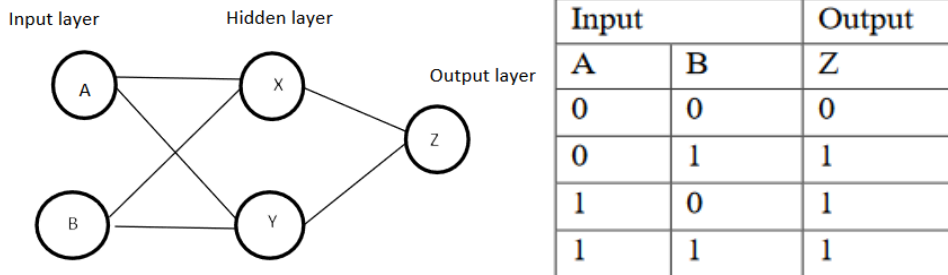 Input layer
Hidden layer
Output layer
A
X
Z
B
Y
Input Output
A B Z
0 0 0
0 1 1
1 0 1
1 1 1